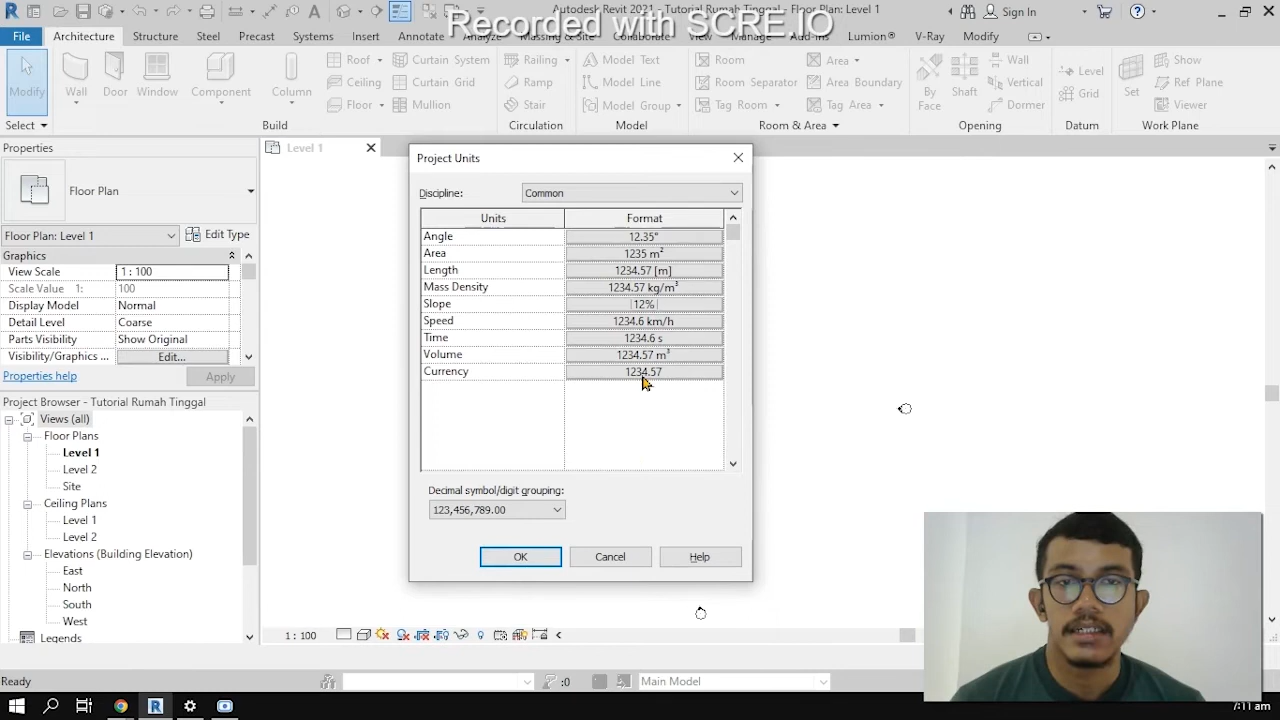 Autodesk Revit 2021 - Tutorial Rumah Tinggal - Floor Plan: Level 1
Sign In
Recorded with SCRE.IO
File
Architecture
Structure
Steel
Precast
Systems
Insert
Annotate
Analyze
Massing & Site
Collaborate
View
Manage
Add-Ins
Lumion®
V-Ray
Modify
Modify
Wall
Door
Window
Component
Column
Roof
Ceiling
Floor
Curtain System
Curtain Grid
Mullion
Railing
Ramp
Stair
Model Text
Model Line
Model Group
Room
Room Separator
Tag Room
Area
Area Boundary
Tag Area
By Face
Shaft
Wall
Vertical
Dormer
Level
Grid
Set
Show
Ref Plane
Viewer
Select
Build
Circulation
Model
Room & Area
Opening
Datum
Work Plane
Properties
Floor Plan
Floor Plan: Level 1
Edit Type
Graphics
View Scale 1 : 100
Scale Value 1: 100
Display Model Normal
Detail Level Coarse
Parts Visibility Show Original
Visibility/Graphics ... Edit...
Properties help
Apply
Project Browser - Tutorial Rumah Tinggal
Views (all)
Floor Plans
Level 1
Level 2
Site
Ceiling Plans
Level 1
Level 2
Elevations (Building Elevation)
East
North
South
West
Legends
Level 1
Project Units
Discipline: Common
Units Format
Angle 12.35°
Area 1235 m²
Length 1234.57 [m]
Mass Density 1234.57 kg/m³
Slope 12%
Speed 1234.6 km/h
Time 1234.6 s
Volume 1234.57 m³
Currency 1234.57
Decimal symbol/digit grouping:
123,456,789.00
OK Cancel Help
1 : 100
Ready
:0
Main Model
7:11 am